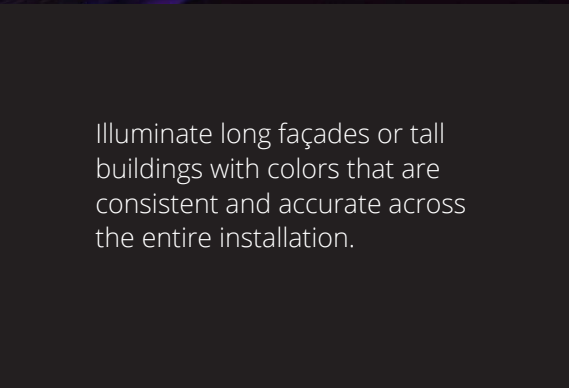 Illuminate long façades or tall
buildings with colors that are
consistent and accurate across
the entire installation.